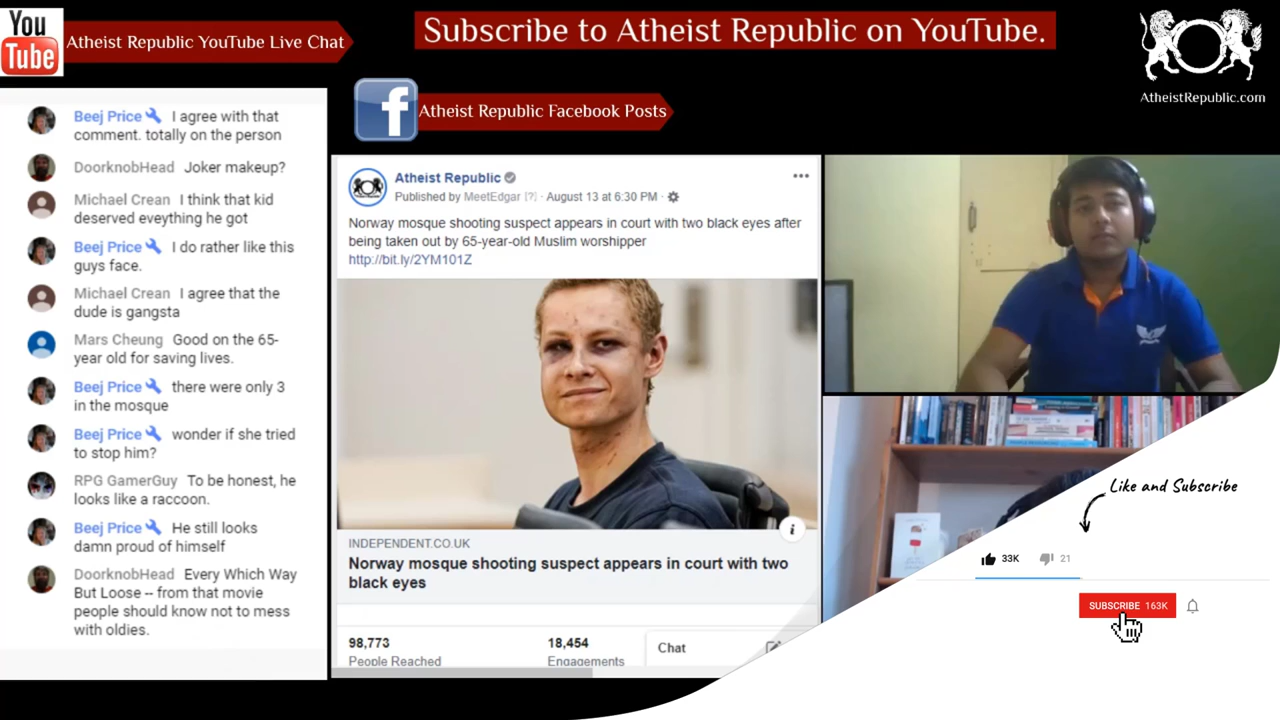 You
Tube
Atheist Republic YouTube Live Chat
Subscribe to Atheist Republic on YouTube.
AtheistRepublic.com
f
Atheist Republic Facebook Posts
Beej Price I agree with that
comment. totally on the person
DoorknobHead Joker makeup?
Michael Crean I think that kid
deserved eveything he got
Beej Price I do rather like this
guys face.
Michael Crean I agree that the
dude is gangsta
Mars Cheung Good on the 65-
year old for saving lives.
Beej Price there were only 3
in the mosque
Beej Price wonder if she tried
to stop him?
RPG GamerGuy To be honest, he
looks like a raccoon.
Beej Price He still looks
damn proud of himself
DoorknobHead Every Which Way
But Loose -- from that movie
people should know not to mess
with oldies.
Atheist Republic
Published by MeetEdgar [?] · August 13 at 6:30 PM ·
Norway mosque shooting suspect appears in court with two black eyes after
being taken out by 65-year-old Muslim worshipper
http://bit.ly/2YM101Z
INDEPENDENT.CO.UK
Norway mosque shooting suspect appears in court with two
black eyes
98,773
People Reached
18,454
Engagements
Chat
Like and Subscribe
33K
21
SUBSCRIBE 163K